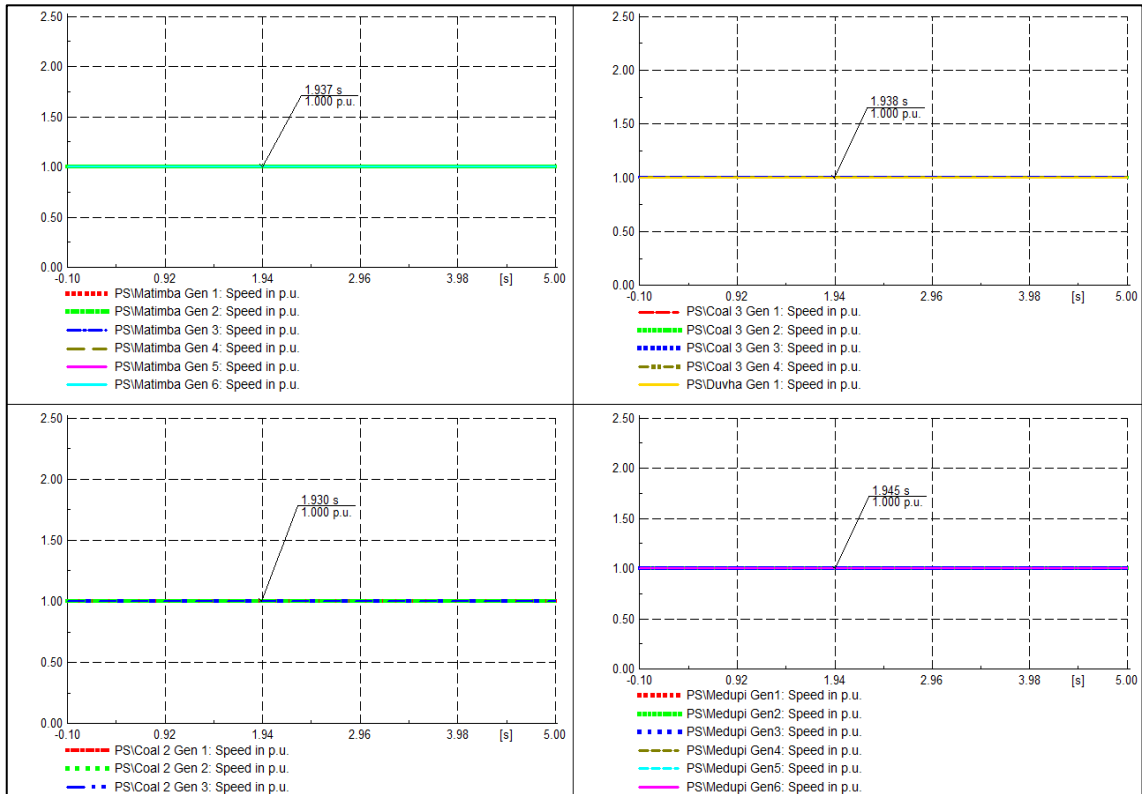 2.50
2.00
1.50
1.00
0.50
0.00
1.937 s
1.000 p.u.
-0.10 0.92 1.94 2.96 3.98 [s] 5.00
PS\Matimba Gen 1: Speed in p.u.
PS\Matimba Gen 2: Speed in p.u.
PS\Matimba Gen 3: Speed in p.u.
PS\Matimba Gen 4: Speed in p.u.
PS\Matimba Gen 5: Speed in p.u.
PS\Matimba Gen 6: Speed in p.u.
2.50
2.00
1.50
1.00
0.50
0.00
1.938 s
1.000 p.u.
-0.10 0.92 1.94 2.96 3.98 [s] 5.00
PS\Coal 3 Gen 1: Speed in p.u.
PS\Coal 3 Gen 2: Speed in p.u.
PS\Coal 3 Gen 3: Speed in p.u.
PS\Coal 3 Gen 4: Speed in p.u.
PS\Duvha Gen 1: Speed in p.u.
2.50
2.00
1.50
1.00
0.50
0.00
1.930 s
1.000 p.u.
-0.10 0.92 1.94 2.96 3.98 [s] 5.00
PS\Coal 2 Gen 1: Speed in p.u.
PS\Coal 2 Gen 2: Speed in p.u.
PS\Coal 2 Gen 3: Speed in p.u.
2.50
2.00
1.50
1.00
0.50
0.00
1.945 s
1.000 p.u.
-0.10 0.92 1.94 2.96 3.98 [s] 5.00
PS\Medupi Gen1: Speed in p.u.
PS\Medupi Gen2: Speed in p.u.
PS\Medupi Gen3: Speed in p.u.
PS\Medupi Gen4: Speed in p.u.
PS\Medupi Gen5: Speed in p.u.
PS\Medupi Gen6: Speed in p.u.